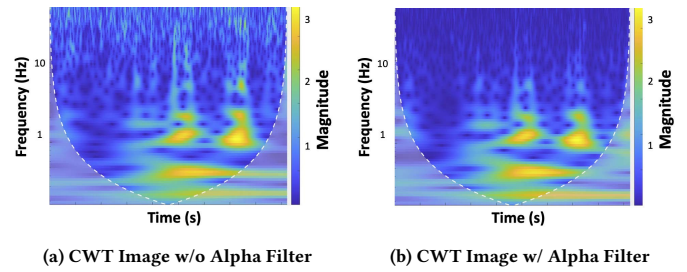 Frequency (Hz)
10
1
Time (s)
3
2
1
Magnitude
(a) CWT Image w/o Alpha Filter
Frequency (Hz)
10
1
Time (s)
3
2
1
Magnitude
(b) CWT Image w/ Alpha Filter